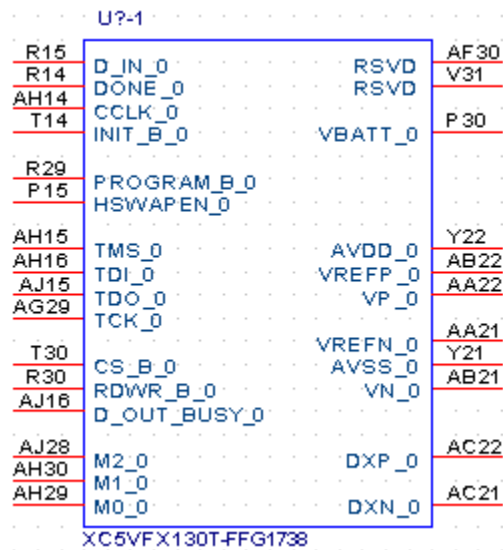 U?-1
R15 D_IN_0 RSVD AF30
R14 DONE_0 RSVD V31
AH14 CCLK_0
T14 INIT_B_0 VBATT_0 P30
R29 PROGRAM_B_0
P15 HSWAPEN_0
AH15 TMS_0 AVDD_0 Y22
AH16 TDI_0 VREFP_0 AB22
AJ15 TDO_0 VP_0 AA22
AG29 TCK_0
VREFN_0 AA21
T30 CS_B_0 AVSS_0 Y21
R30 RDWR_B_0 VN_0 AB21
AJ16 D_OUT_BUSY_0
AJ28 M2_0 DXP_0 AC22
AH30 M1_0
AH29 M0_0 DXN_0 AC21
XC5VFX130T-FFG1738